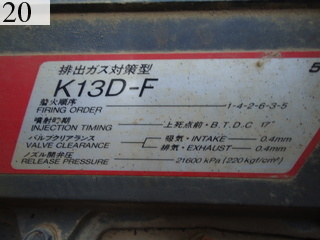 20
排出ガス対策型
5
K13D-F
着火順序
FIRING ORDER 1-4-2-6-3-5
噴射時期
INJECTION TIMING 上死点前・B.T.D.C 17°
バルブクリアランス 吸気・INTAKE 0.4mm
VALVE CLEARANCE 排気・EXHAUST 0.4mm
ノズル開弁圧
RELEASE PRESSURE 21600 kPa {220kgf/cm²}